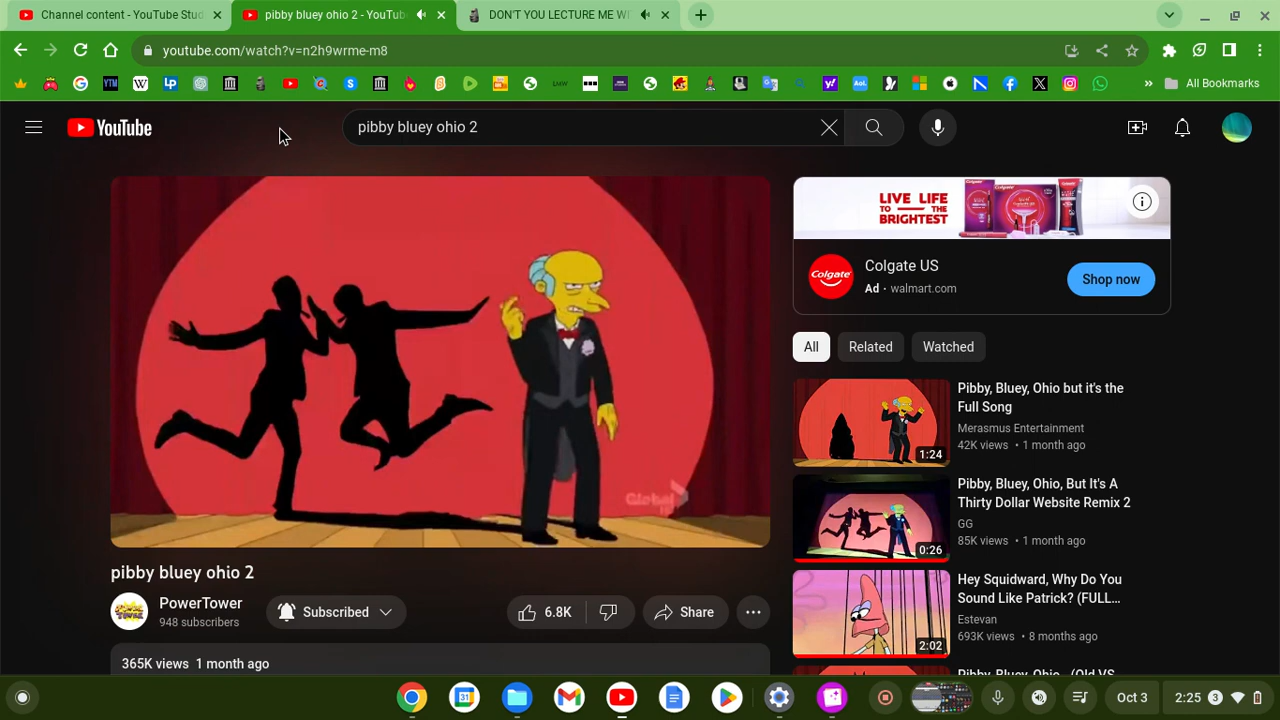 Channel content - YouTube Stud
pibby bluey ohio 2 - YouTube
DON'T YOU LECTURE ME WI
youtube.com/watch?v=n2h9wrme-m8
All Bookmarks
YouTube
pibby bluey ohio 2
LIVE LIFE
TO THE
BRIGHTEST
Colgate
Colgate US
Ad · walmart.com
Shop now
All
Related
Watched
Pibby, Bluey, Ohio but it's the
Full Song
Merasmus Entertainment
42K views • 1 month ago
1:24
Pibby, Bluey, Ohio, But It's A
Thirty Dollar Website Remix 2
GG
85K views • 1 month ago
0:26
Hey Squidward, Why Do You
Sound Like Patrick? (FULL...
Estevan
693K views • 8 months ago
2:02
Global
pibby bluey ohio 2
PowerTower
948 subscribers
Subscribed
6.8K
Share
365K views 1 month ago
Oct 3
2:25
3